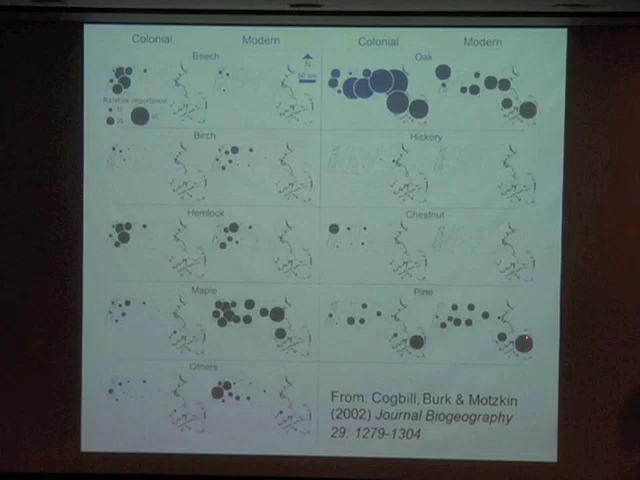 Colonial Modern Colonial Modern
Beech
N
50 km
Oak
Relative Importance
Birch
Hickory
Hemlock
Chestnut
Maple
Pine
Others
From: Cogbill, Burk & Motzkin
(2002) Journal Biogeography
29: 1279-1304.